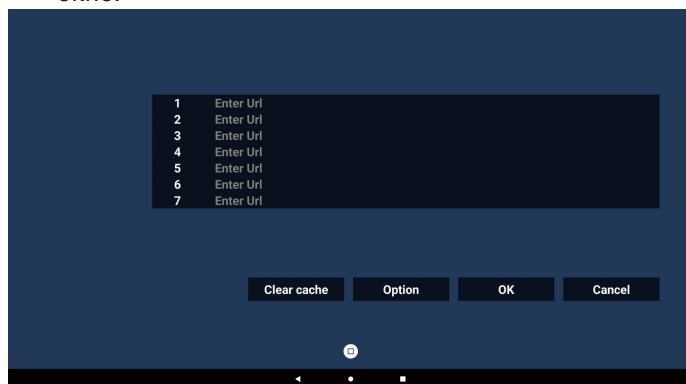 1 Enter Url
2 Enter Url
3 Enter Url
4 Enter Url
5 Enter Url
6 Enter Url
7 Enter Url
Clear cache Option OK Cancel